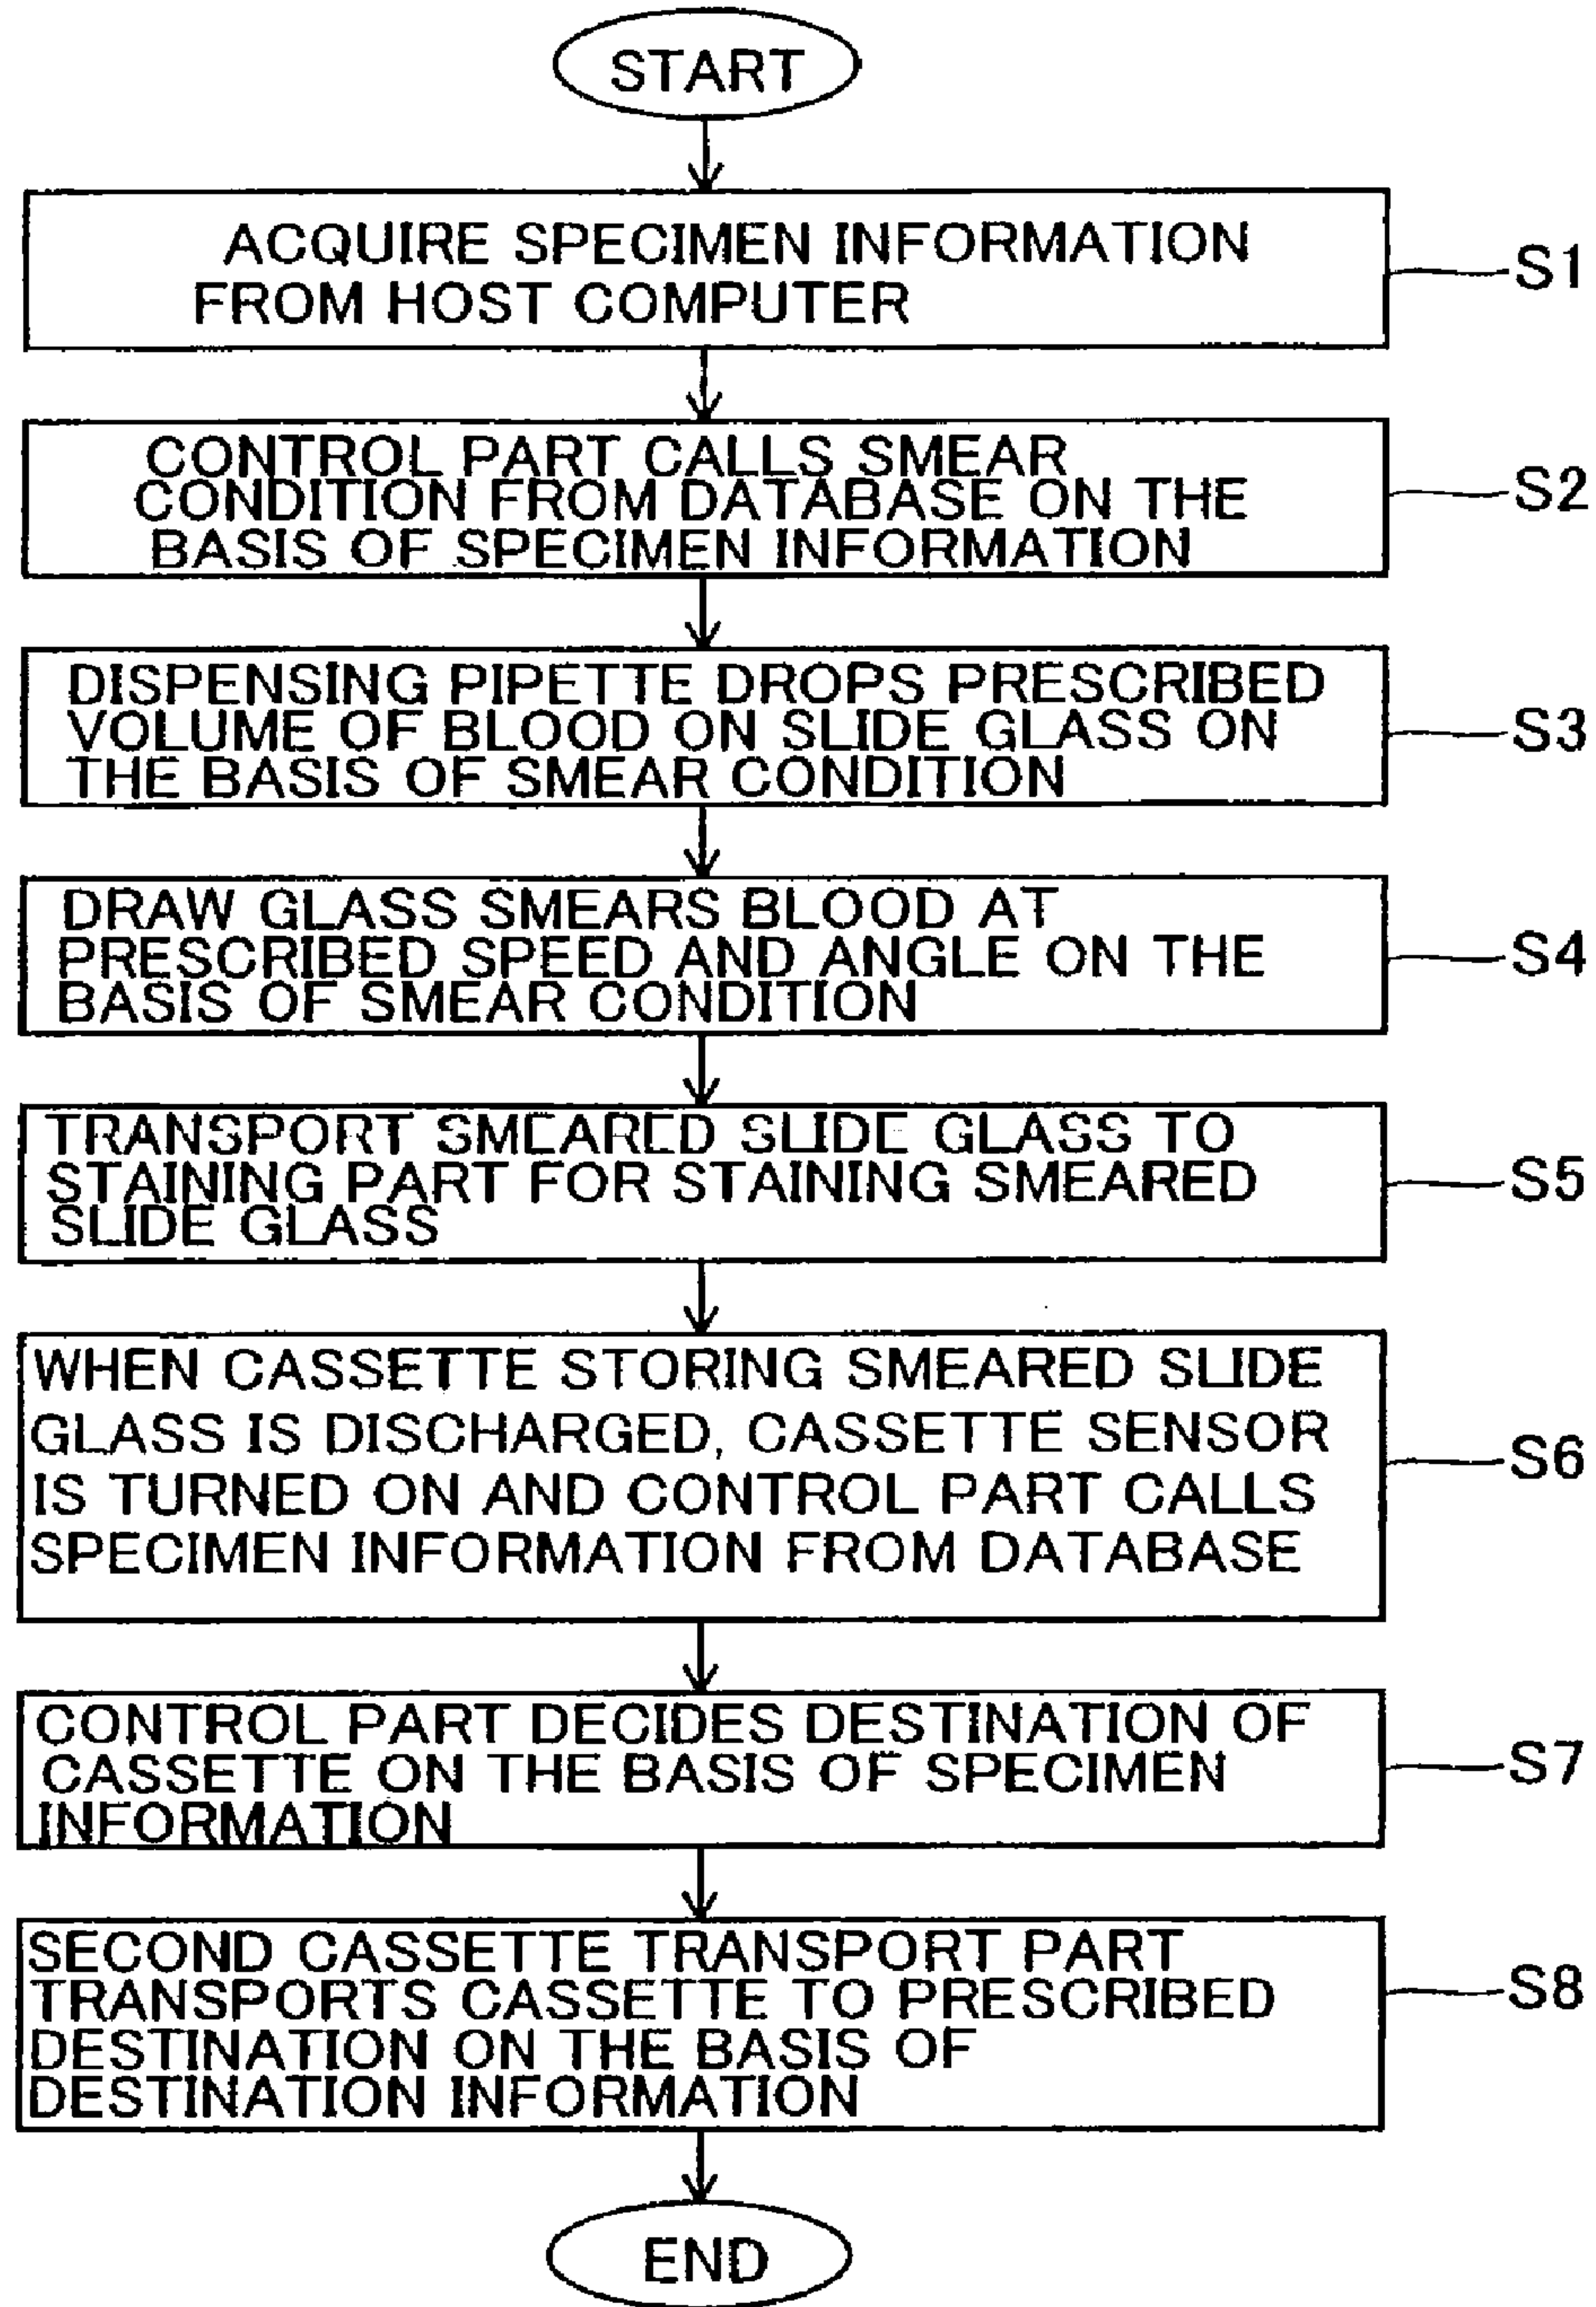 START
ACQUIRE SPECIMEN INFORMATION
FROM HOST COMPUTER
S1
CONTROL PART CALLS SMEAR
CONDITION FROM DATABASE ON THE
BASIS OF SPECIMEN INFORMATION
S2
DISPENSING PIPETTE DROPS PRESCRIBED
VOLUME OF BLOOD ON SLIDE GLASS ON
THE BASIS OF SMEAR CONDITION
S3
DRAW GLASS SMEARS BLOOD AT
PRESCRIBED SPEED AND ANGLE ON THE
BASIS OF SMEAR CONDITION
S4
TRANSPORT SMEARED SLIDE GLASS TO
STAINING PART FOR STAINING SMEARED
SLIDE GLASS
S5
WHEN CASSETTE STORING SMEARED SLIDE
GLASS IS DISCHARGED, CASSETTE SENSOR
IS TURNED ON AND CONTROL PART CALLS
SPECIMEN INFORMATION FROM DATABASE
S6
CONTROL PART DECIDES DESTINATION OF
CASSETTE ON THE BASIS OF SPECIMEN
INFORMATION
S7
SECOND CASSETTE TRANSPORT PART
TRANSPORTS CASSETTE TO PRESCRIBED
DESTINATION ON THE BASIS OF
DESTINATION INFORMATION
S8
END